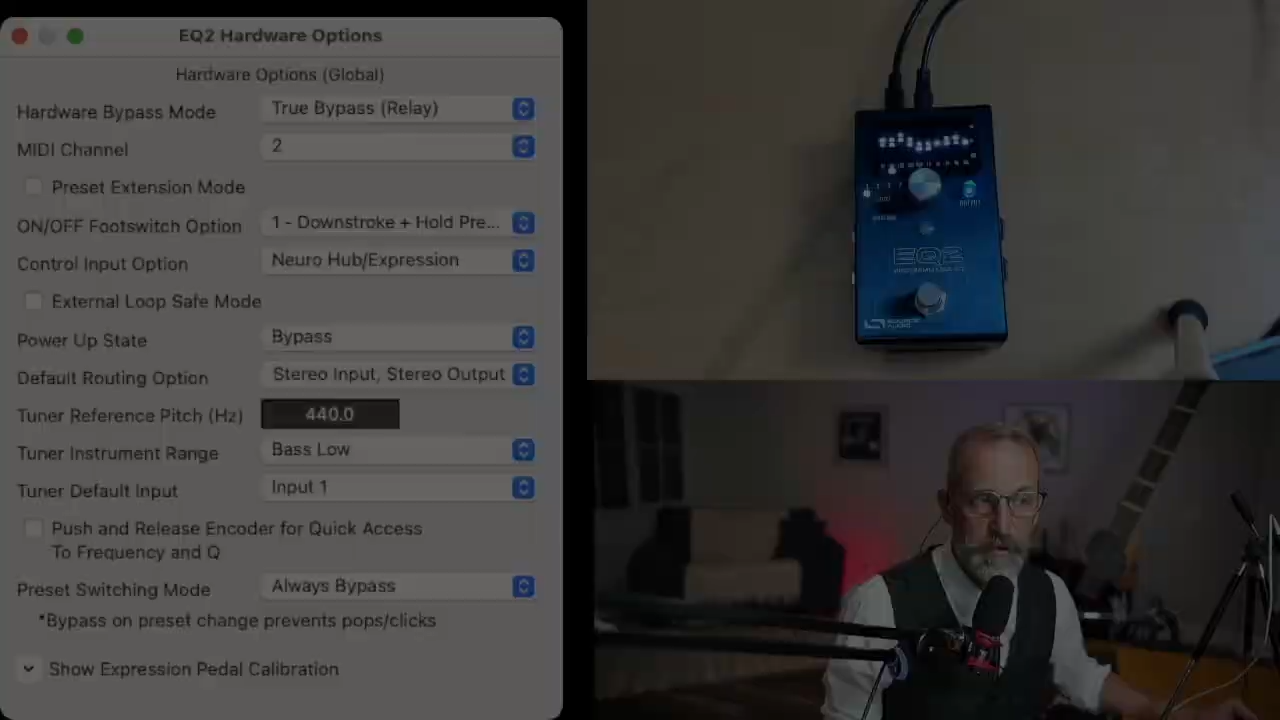 EQ2 Hardware Options
Hardware Options (Global)
Hardware Bypass Mode True Bypass (Relay)
MIDI Channel 2
Preset Extension Mode
ON/OFF Footswitch Option 1 - Downstroke + Hold Pre...
Control Input Option Neuro Hub/Expression
External Loop Safe Mode
Power Up State Bypass
Default Routing Option Stereo Input, Stereo Output
Tuner Reference Pitch (Hz) 440.0
Tuner Instrument Range Bass Low
Tuner Default Input Input 1
Push and Release Encoder for Quick Access
To Frequency and Q
Preset Switching Mode Always Bypass
*Bypass on preset change prevents pops/clicks
Show Expression Pedal Calibration
OUTPUT
EQ2
SOURCE
AUDIO